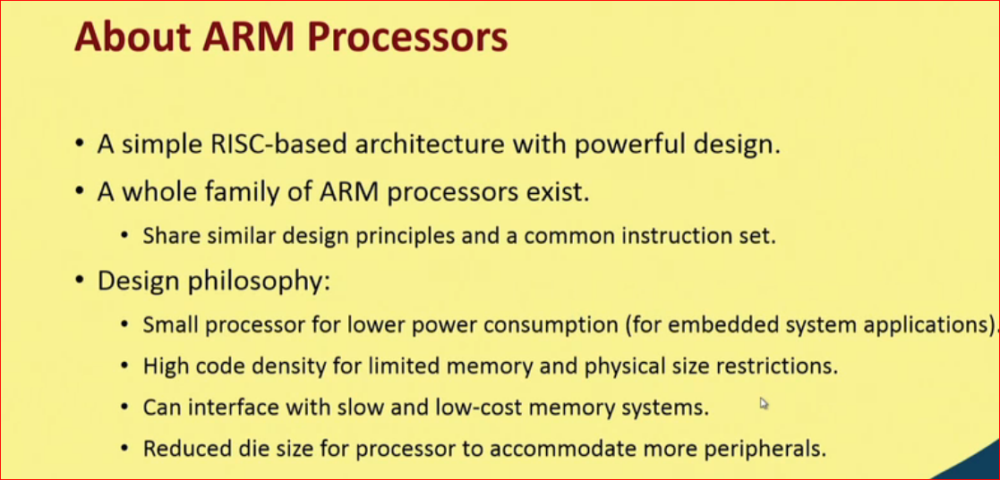 About ARM Processors
• A simple RISC-based architecture with powerful design.
• A whole family of ARM processors exist.
• Share similar design principles and a common instruction set.
• Design philosophy:
• Small processor for lower power consumption (for embedded system applications).
• High code density for limited memory and physical size restrictions.
• Can interface with slow and low-cost memory systems.
• Reduced die size for processor to accommodate more peripherals.